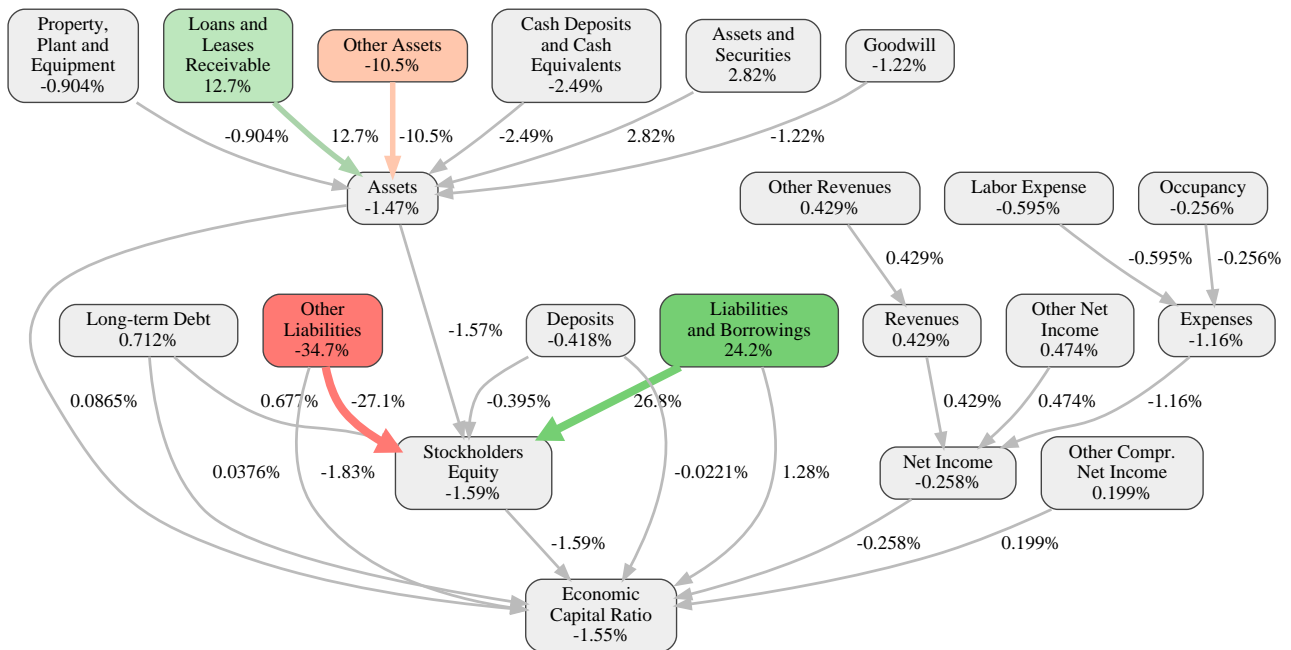 Property,
Plant and
Equipment
-0.904%
Loans and
Leases
Receivable
12.7%
Other Assets
-10.5%
Cash Deposits
and Cash
Equivalents
-2.49%
Assets and
Securities
2.82%
Goodwill
-1.22%
-0.904%
12.7%
-10.5%
-2.49%
2.82%
-1.22%
Assets
-1.47%
Other Revenues
0.429%
Labor Expense
-0.595%
Occupancy
-0.256%
0.429%
-0.595%
-0.256%
Long-term Debt
0.712%
Other
Liabilities
-34.7%
-1.57%
Deposits
-0.418%
Liabilities
and Borrowings
24.2%
Revenues
0.429%
Other Net
Income
0.474%
Expenses
-1.16%
0.0865%
0.677%
-27.1%
-0.395%
26.8%
0.429%
0.474%
-1.16%
0.0376%
-1.83%
Stockholders
Equity
-1.59%
-0.0221%
1.28%
Net Income
-0.258%
Other Compr.
Net Income
0.199%
-1.59%
-0.258%
0.199%
Economic
Capital Ratio
-1.55%